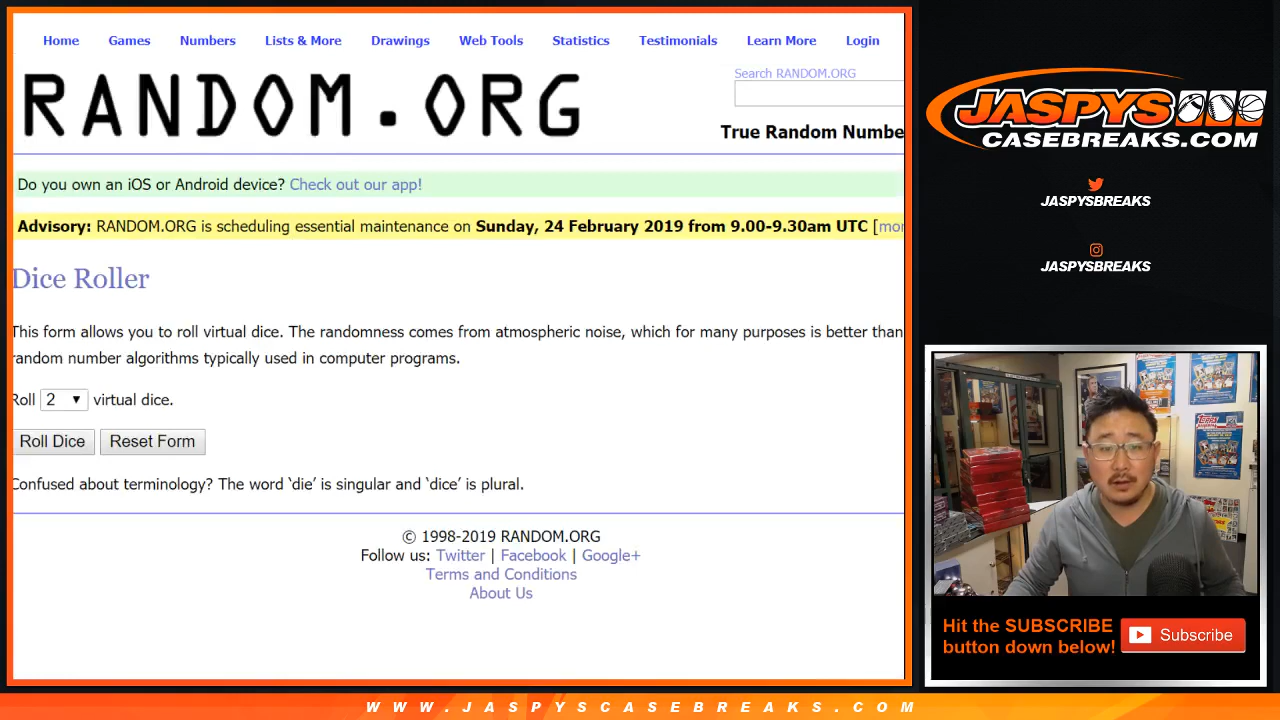 Home Games Numbers Lists & More Drawings Web Tools Statistics Testimonials Learn More Login
RANDOM.ORG
Search RANDOM.ORG
True Random Numbe
Do you own an iOS or Android device? Check out our app!
Advisory: RANDOM.ORG is scheduling essential maintenance on Sunday, 24 February 2019 from 9.00-9.30am UTC [mor
Dice Roller
This form allows you to roll virtual dice. The randomness comes from atmospheric noise, which for many purposes is better than
random number algorithms typically used in computer programs.
Roll 2 ▼ virtual dice.
Roll Dice Reset Form
Confused about terminology? The word ‘die’ is singular and ‘dice’ is plural.
© 1998-2019 RANDOM.ORG
Follow us: Twitter | Facebook | Google+
Terms and Conditions
About Us
JASPYS
CASEBREAKS.COM
JASPYSBREAKS
JASPYSBREAKS
Hit the SUBSCRIBE
button down below!
Subscribe
WWW.JASPYSCASEBREAKS.COM